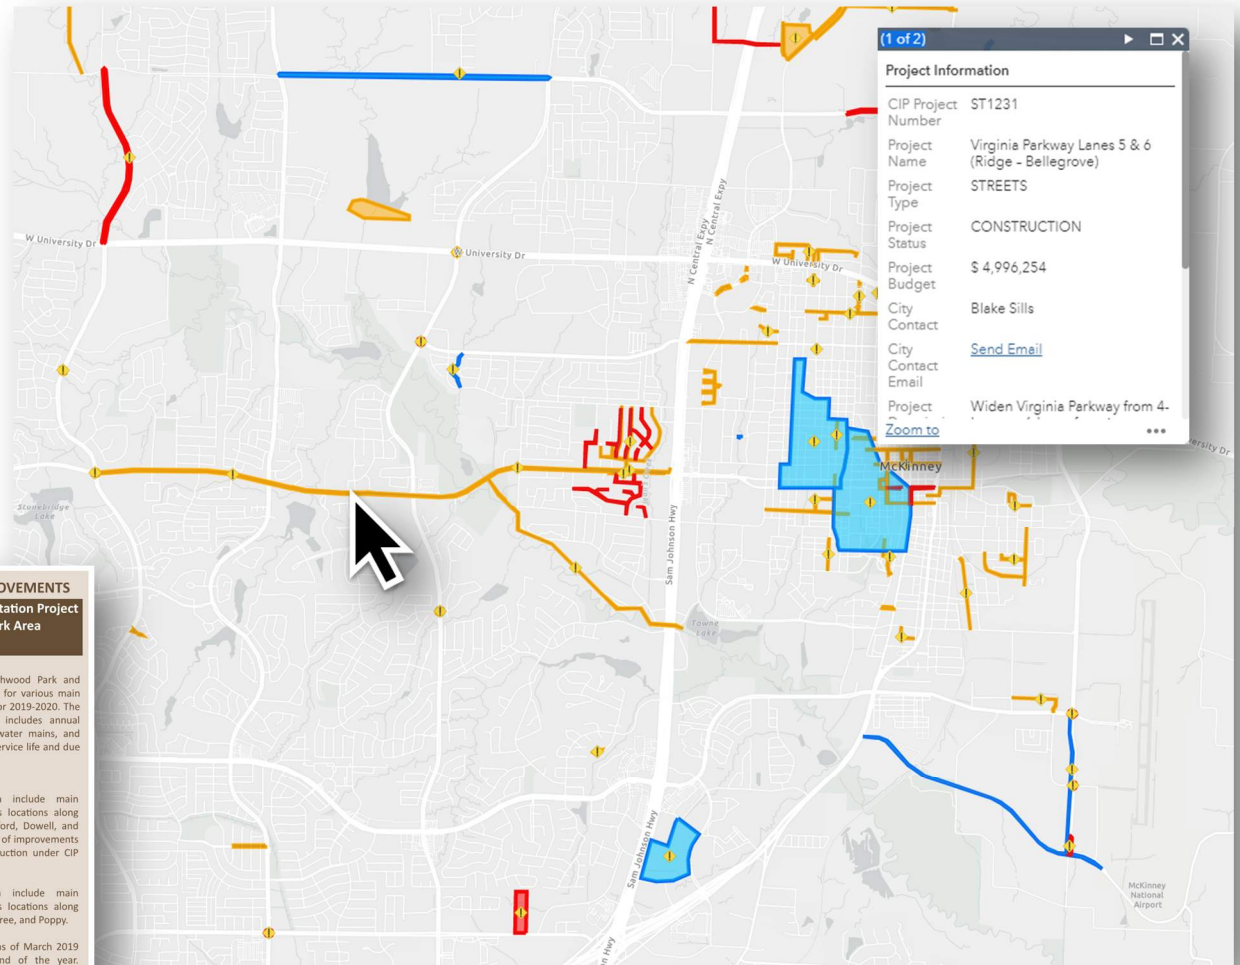 (1 of 2)
Project Information
CIP Project Number ST1231
Project Name Virginia Parkway Lanes 5 & 6 (Ridge - Bellegrove)
Project Type STREETS
Project Status CONSTRUCTION
Project Budget $ 4,996,254
City Contact Blake Sills
City Contact Email Send Email
Project
Widen Virginia Parkway from 4-
Zoom to
N Central Expy
N Central Expy
W University Dr
W University Dr
W University Dr
McKinney
Stonebridge Lake
Sam Johnson Hwy
Towne Lake
Sam Johnson Hwy
McKinney National Airport
Hwy
OVEMENTS
tation Project
rk Area
hwood Park and
for various main
or 2019-2020. The
includes annual
water mains, and
ervice life and due
include main
s locations along
ord, Dowell, and
of improvements
uction under CIP
include main
s locations along
ree, and Poppy.
as of March 2019
nd of the year.